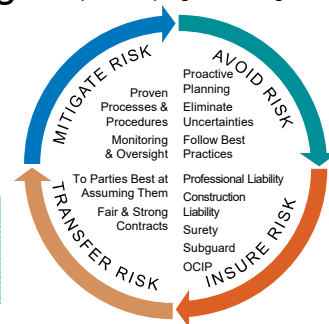 MITIGATE RISK
Proven
Processes &
Procedures
Monitoring
& Oversight
AVOID RISK
Proactive
Planning
Eliminate
Uncertainties
Follow Best
Practices
TRANSFER RISK
To Parties Best at
Assuming Them
Fair & Strong
Contracts
INSURE RISK
Professional Liability
Construction
Liability
Surety
Subguard
OCIP